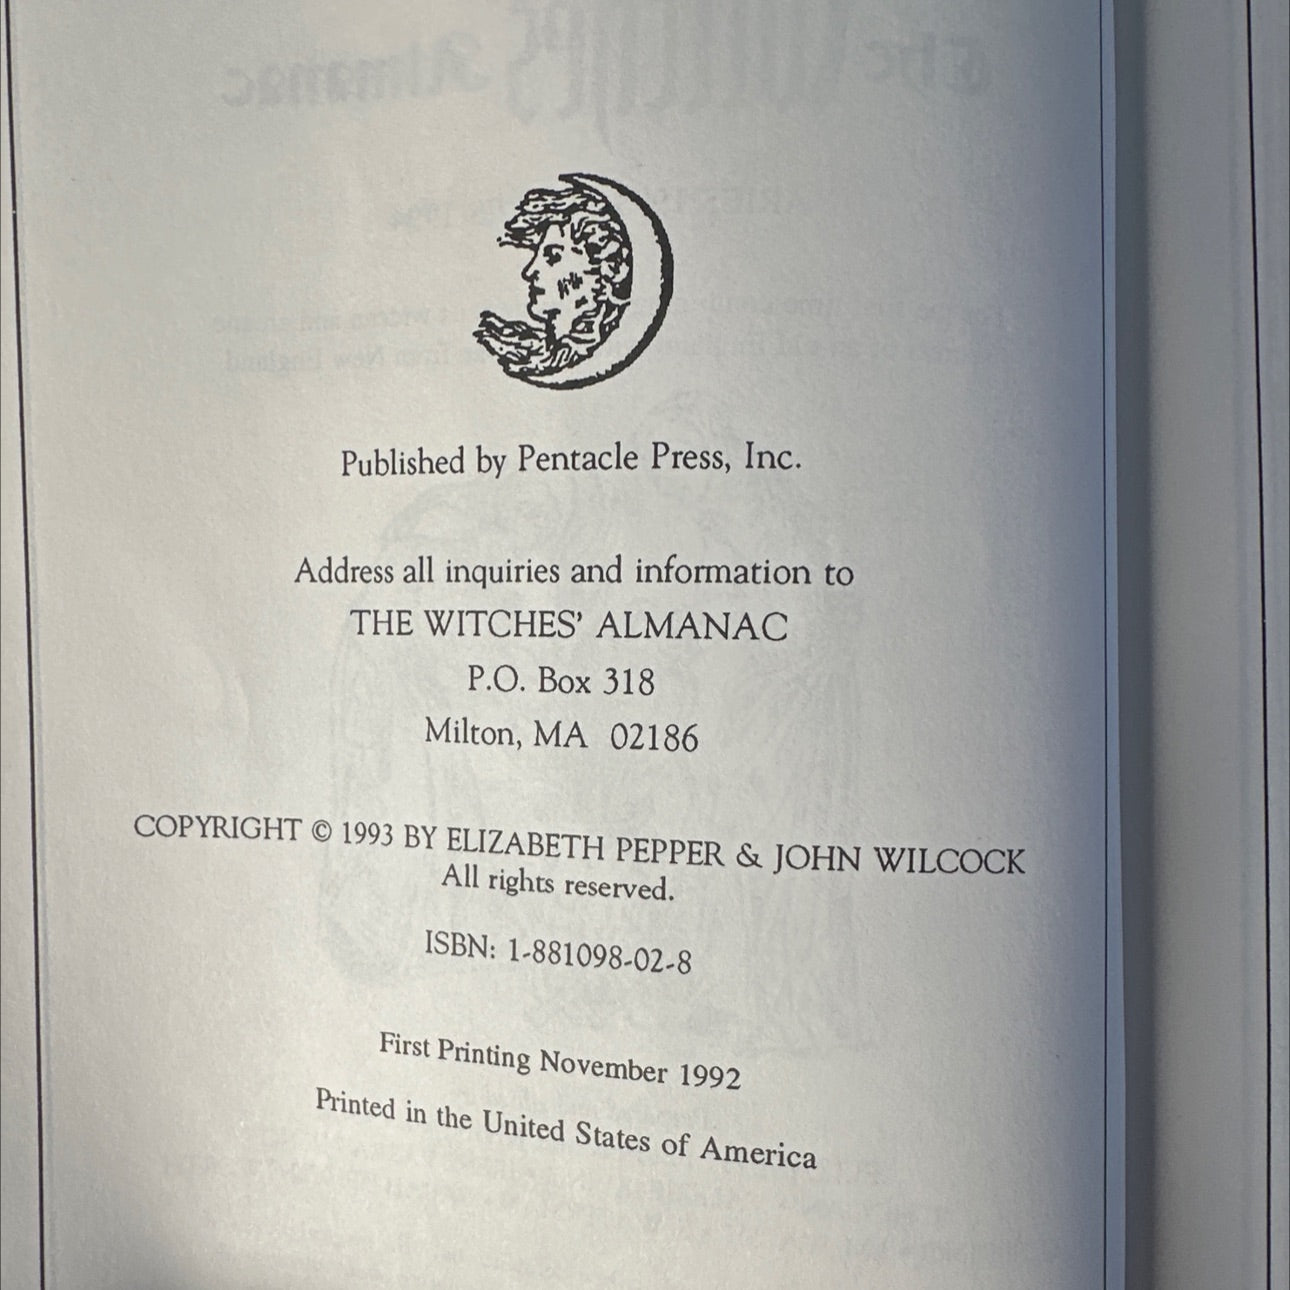 Published by Pentacle Press, Inc.
Address all inquiries and information to
THE WITCHES' ALMANAC
P.O. Box 318
Milton, MA 02186
COPYRIGHT © 1993 BY ELIZABETH PEPPER & JOHN WILCOCK
All rights reserved.
ISBN: 1-881098-02-8
First Printing November 1992
Printed in the United States of America